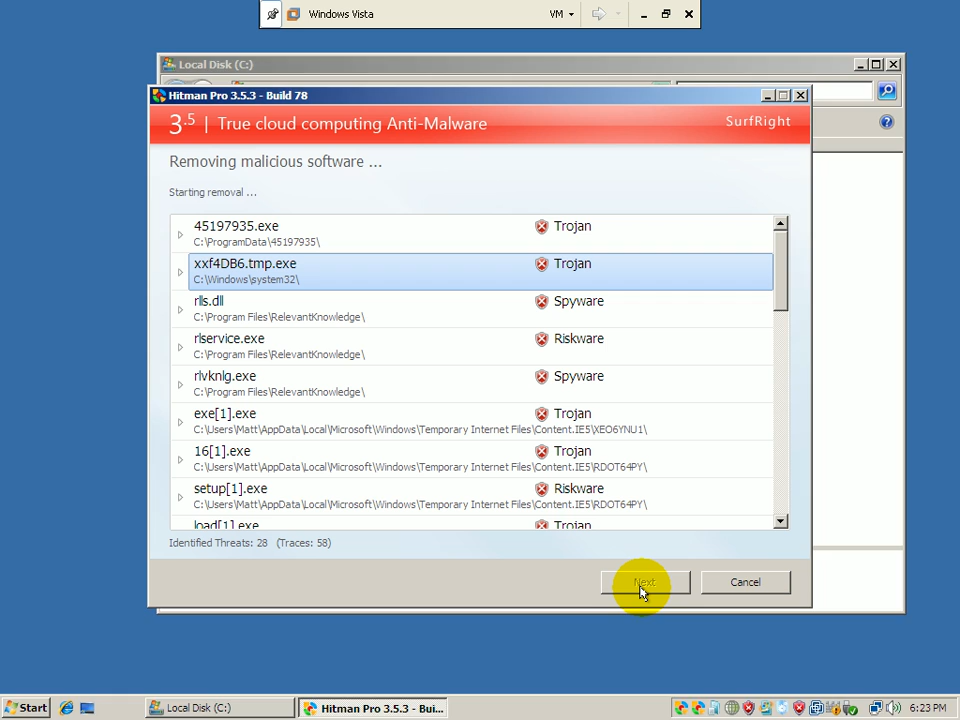 Windows Vista
VM
Local Disk (C:)
Hitman Pro 3.5.3 - Build 78
3.5 | True cloud computing Anti-Malware
SurfRight
Removing malicious software ...
Starting removal ...
45197935.exe
Trojan
C:\ProgramData\45197935\
xxf4DB6.tmp.exe
Trojan
C:\Windows\system32\
rlls.dll
Spyware
C:\Program Files\RelevantKnowledge\
rlservice.exe
Riskware
C:\Program Files\RelevantKnowledge\
rlvknlg.exe
Spyware
C:\Program Files\RelevantKnowledge\
exe[1].exe
Trojan
C:\Users\Matt\AppData\Local\Microsoft\Windows\Temporary Internet Files\Content.IE5\XEO6YNU1\
16[1].exe
Trojan
C:\Users\Matt\AppData\Local\Microsoft\Windows\Temporary Internet Files\Content.IE5\RDOT64PY\
setup[1].exe
Riskware
C:\Users\Matt\AppData\Local\Microsoft\Windows\Temporary Internet Files\Content.IE5\RDOT64PY\
load[1].exe
Trojan
Identified Threats: 28 (Traces: 58)
Next
Cancel
Start
Local Disk (C:)
Hitman Pro 3.5.3 - Bui...
6:23 PM